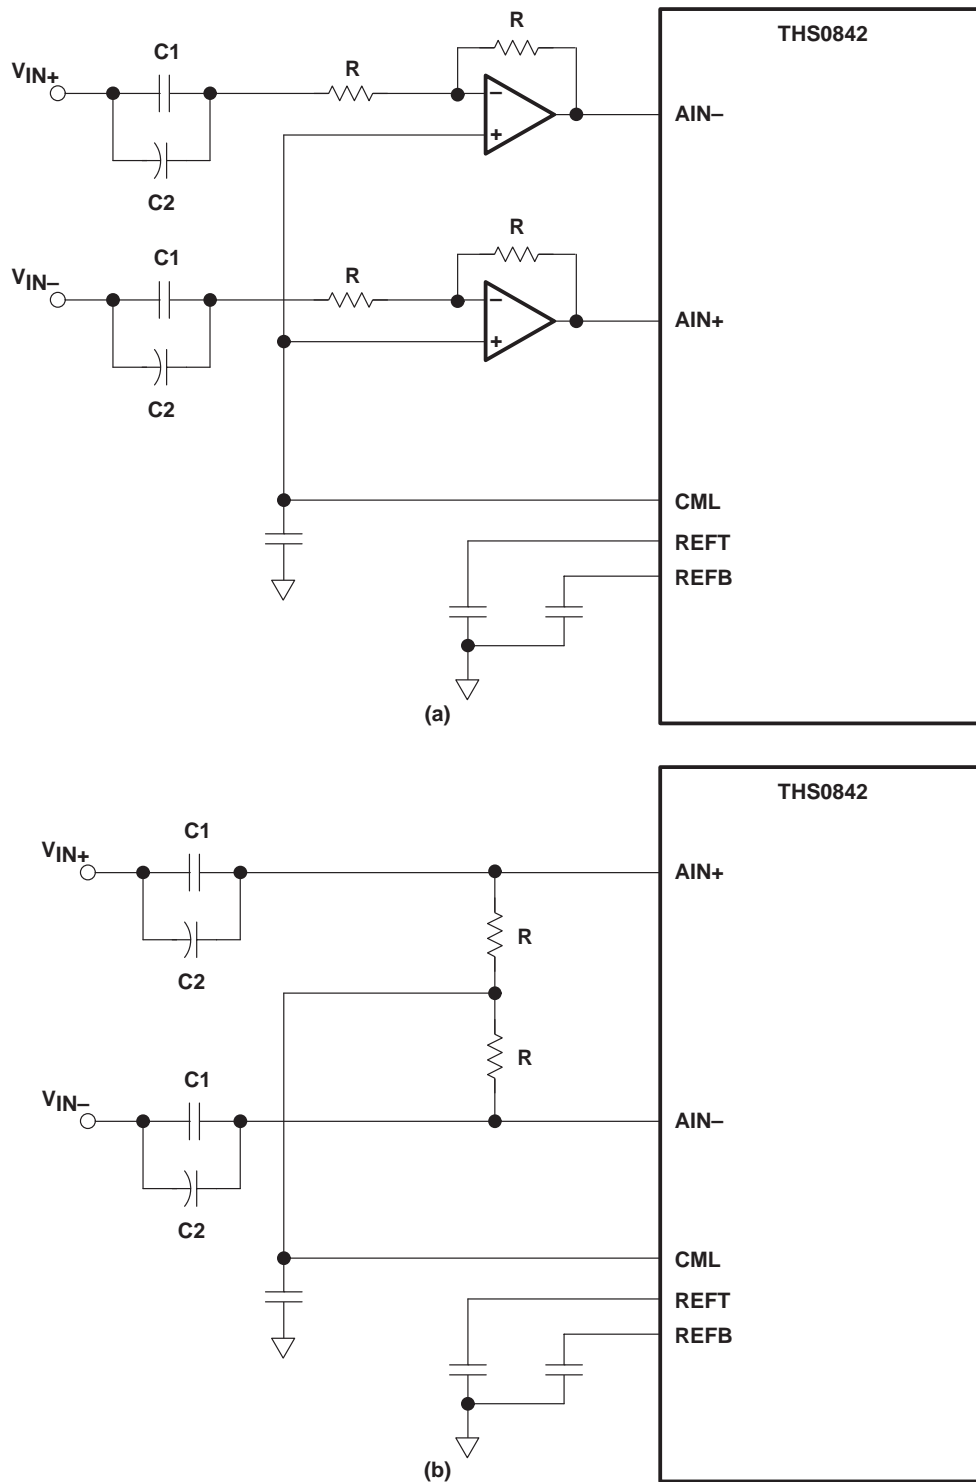 THS0842
C1
VIN+
R
R
–
AIN–
+
C2
C1
R
VIN–
R
–
AIN+
+
C2
CML
REFT
REFB
(a)
THS0842
C1
VIN+
AIN+
R
C2
R
C1
VIN–
AIN–
C2
CML
REFT
REFB
(b)